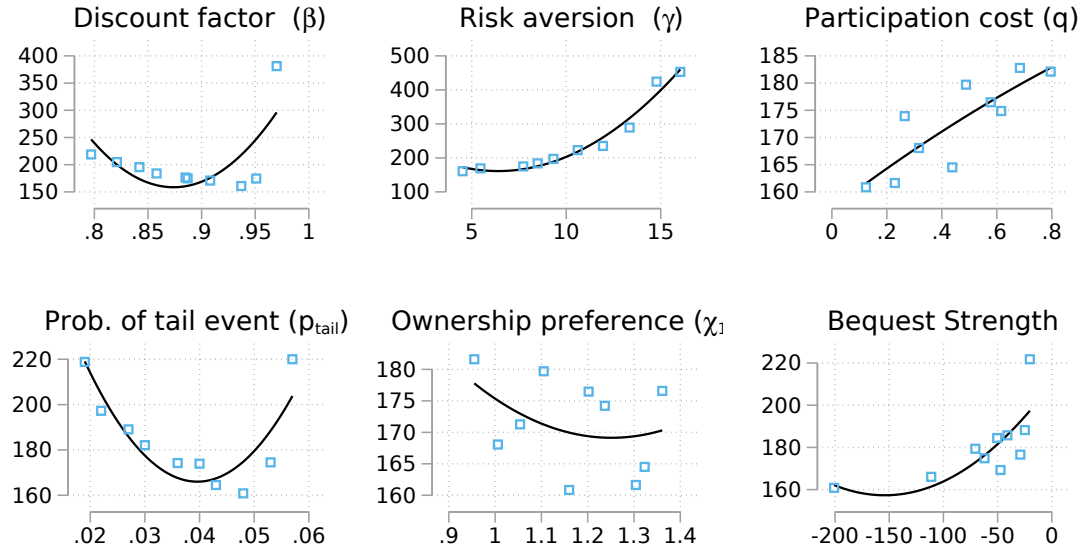 Discount factor (β)
400
350
300
250
200
150
.8 .85 .9 .95 1
Risk aversion (γ)
500
400
300
200
100
5 10 15
Participation cost (q)
185
180
175
170
165
160
0 .2 .4 .6 .8
Prob. of tail event (ptail)
220
200
180
160
.02 .03 .04 .05 .06
Ownership preference (χ1
180
175
170
165
160
.9 1 1.1 1.2 1.3 1.4
Bequest Strength
220
200
180
160
-200 -150 -100 -50 0